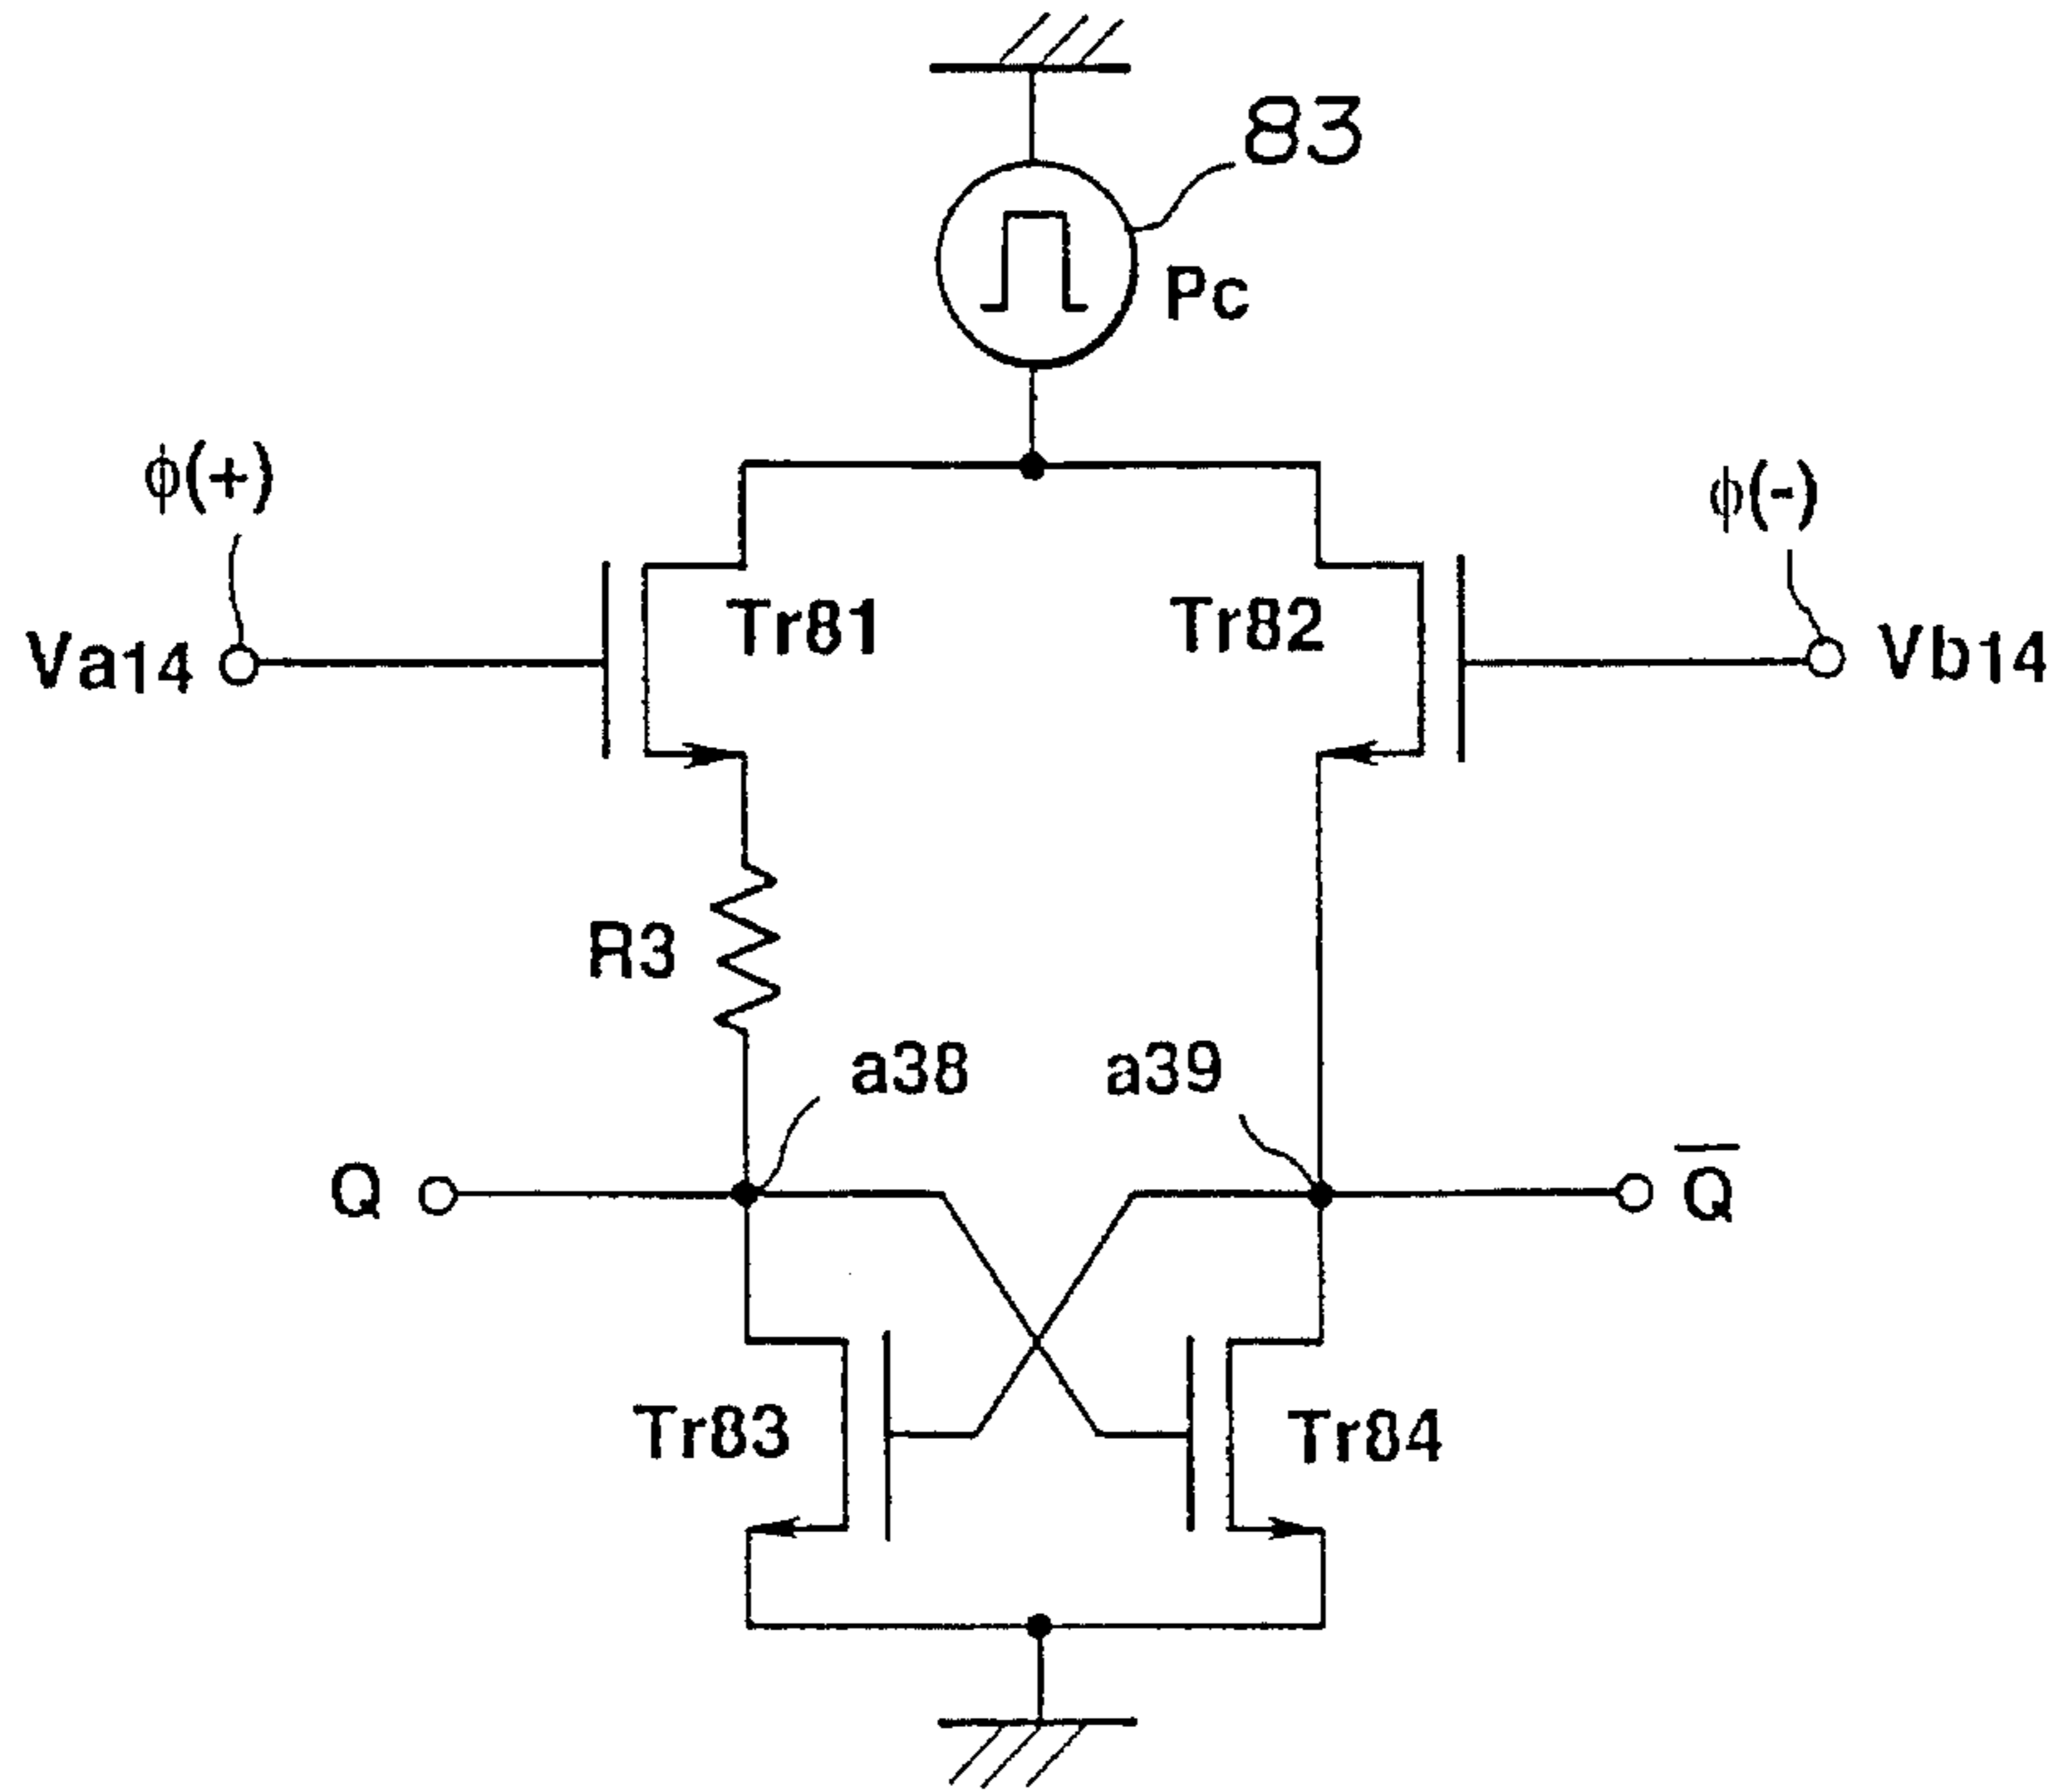 83
Pc
ϕ(+)
ϕ(-)
Va14
Tr81
Tr82
Vb14
R3
a38
a39
Q
Q̅
Tr83
Tr84